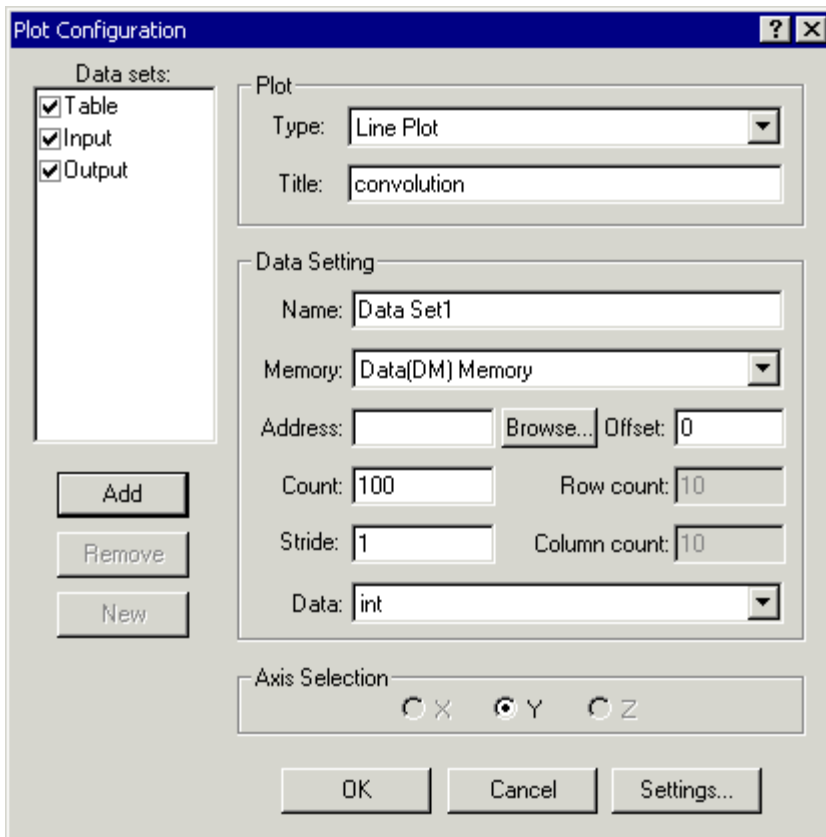 Plot Configuration
Data sets:
Table
Input
Output
Add
Remove
New
Plot
Type: Line Plot
Title: convolution
Data Setting
Name: Data Set1
Memory: Data(DM) Memory
Address: Browse... Offset: 0
Count: 100 Row count: 10
Stride: 1 Column count: 10
Data: int
Axis Selection
X Y Z
OK Cancel Settings...